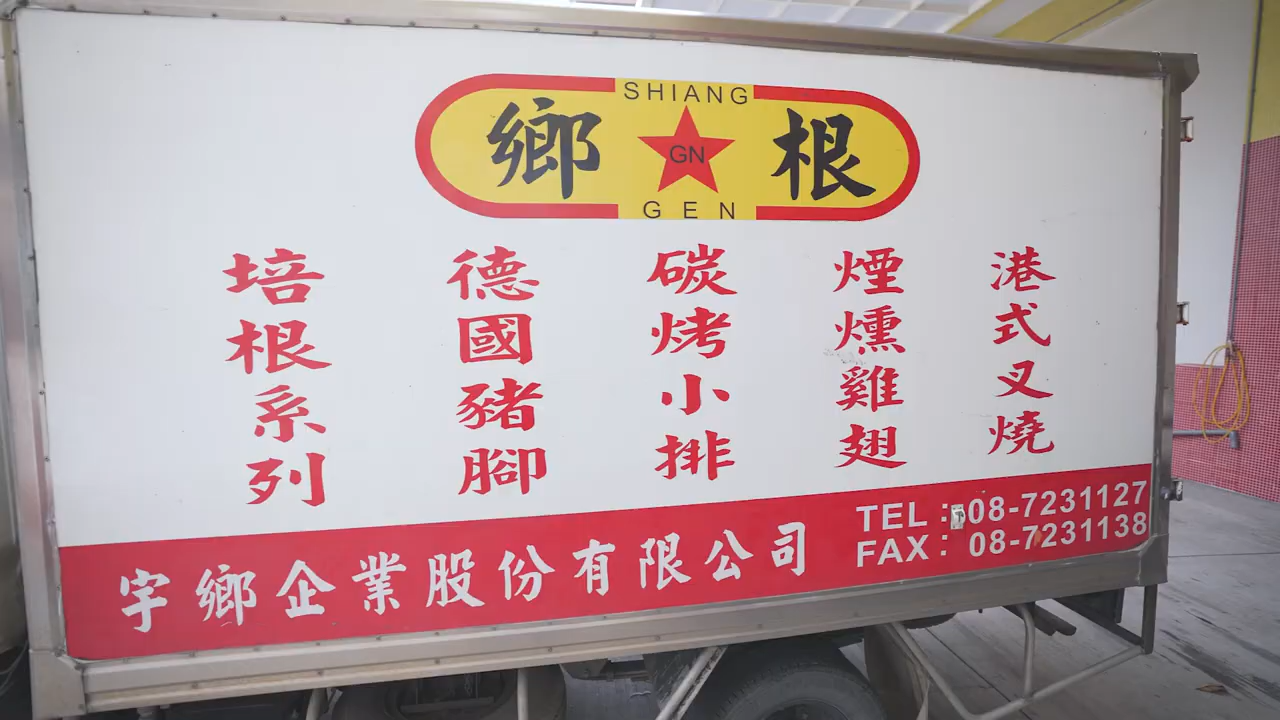 SHIANG
鄉 GN 根
GEN
培根系列
德國豬腳
碳烤小排
煙燻雞翅
港式叉燒
宇鄉企業股份有限公司
TEL：08-7231127
FAX：08-7231138